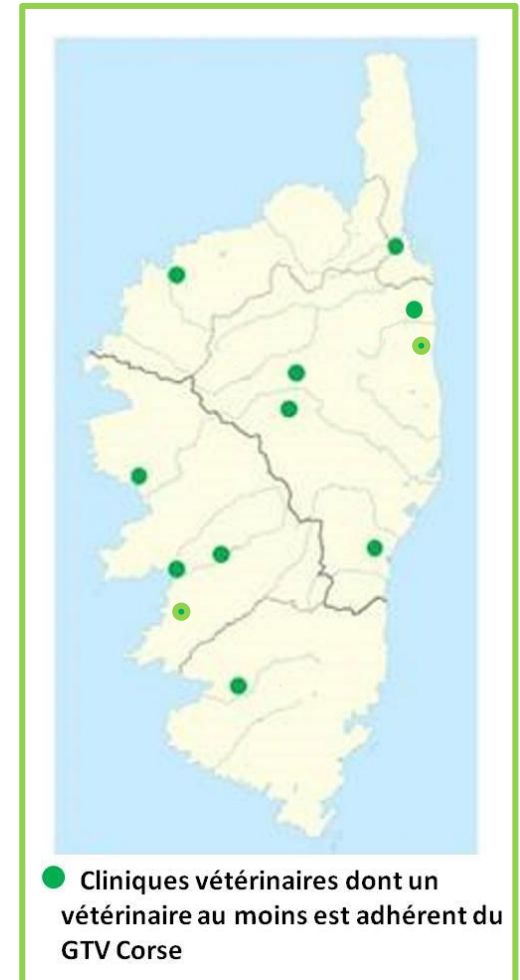 Cliniques vétérinaires dont un
vétérinaire au moins est adhérent du
GTV Corse